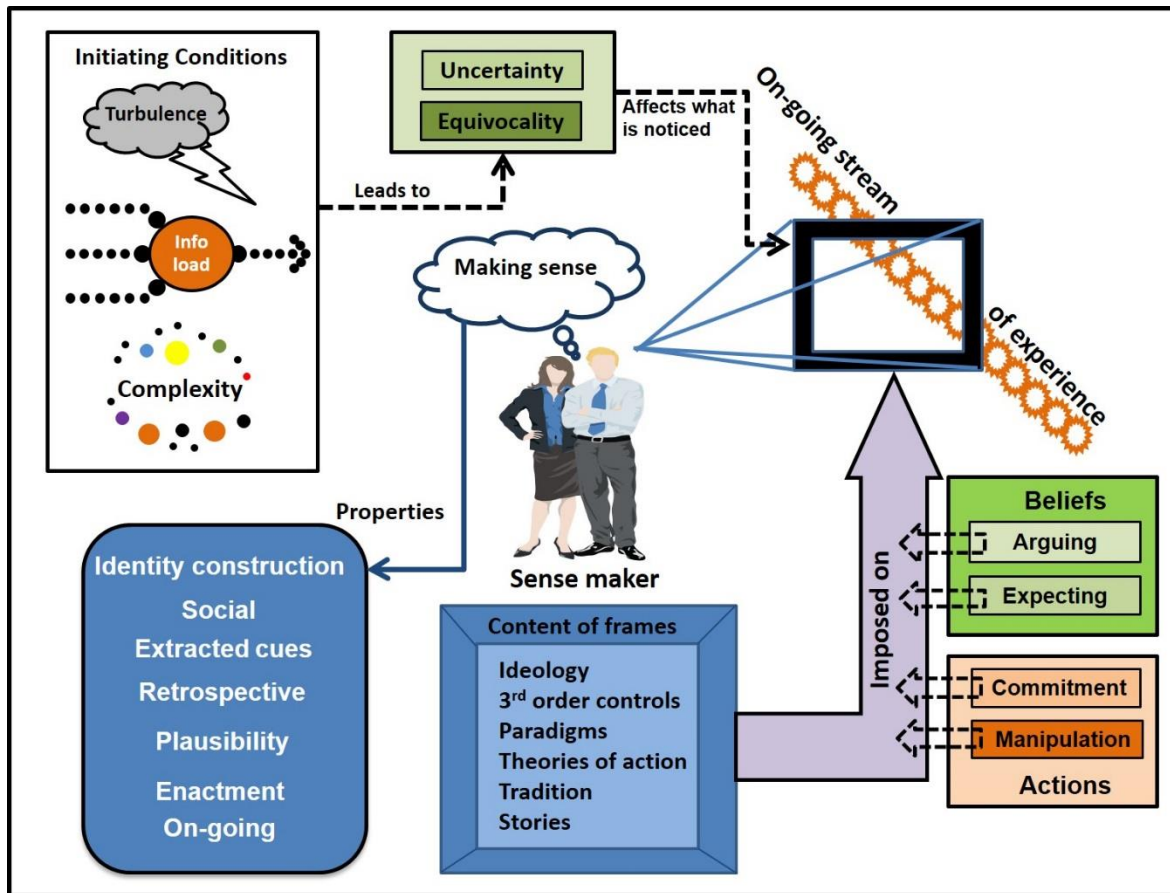 Initiating Conditions
Turbulence
Info
load
Complexity
Leads to
Uncertainty
Equivocality
Affects what
is noticed
On-going stream
of experience
Making sense
Sense maker
Properties
Identity construction
Social
Extracted cues
Retrospective
Plausibility
Enactment
On-going
Content of frames
Ideology
3rd order controls
Paradigms
Theories of action
Tradition
Stories
Imposed on
Beliefs
Arguing
Expecting
Commitment
Manipulation
Actions